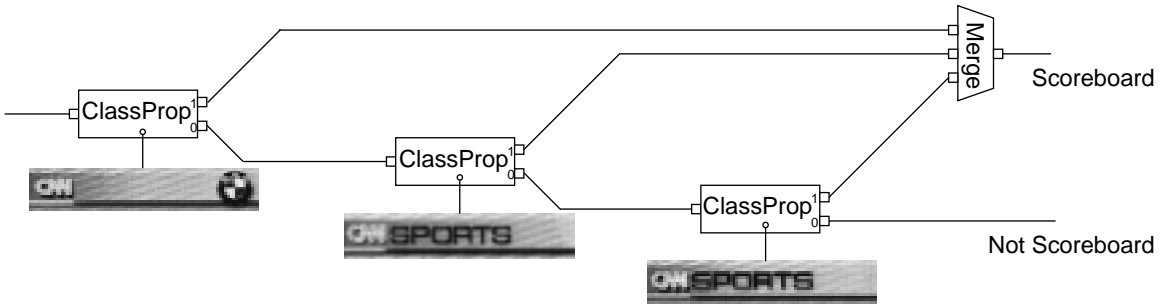 Merge
Scoreboard
ClassProp 1
0
CNN
ClassProp 1
0
CNN SPORTS
ClassProp 1
0
Not Scoreboard
CNN SPORTS